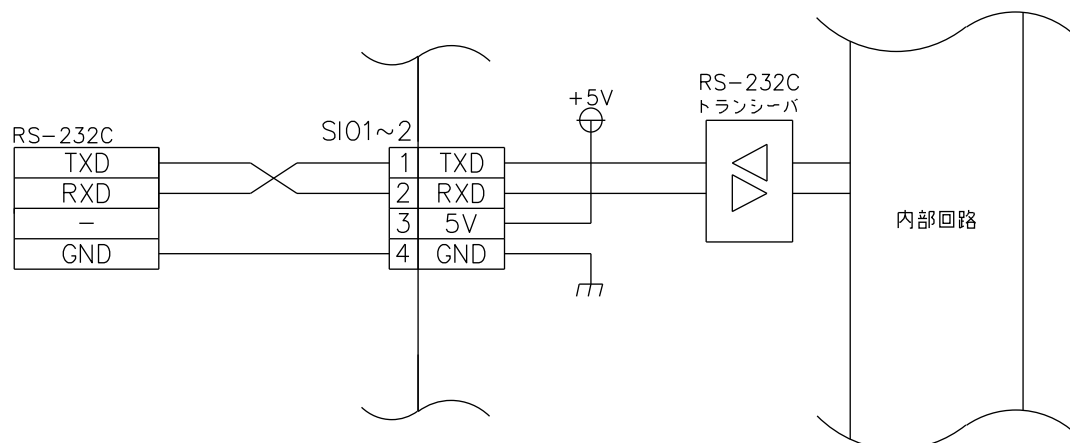 RS-232C
トランシーバ
+5V
SIO1~2
RS-232C
TXD
1
TXD
RXD
2
RXD
-
3
5V
GND
4
GND
内部回路